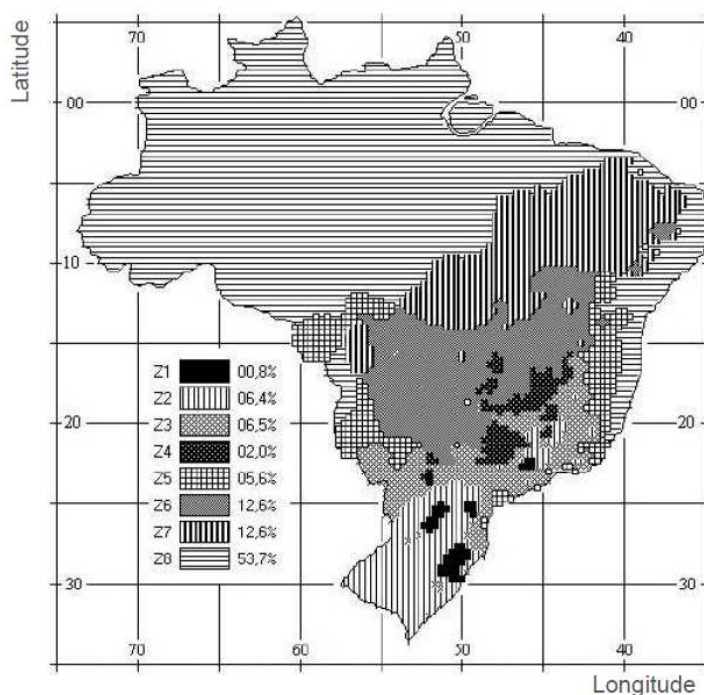 Latitude
70 50 40
00 00
10
Z1 00,8%
Z2 06,4%
Z3 06,5%
Z4 02,0%
Z5 05,6%
Z6 12,6%
Z7 12,6%
Z8 53,7%
20 20
30 30
70 60 50 40
Longitude